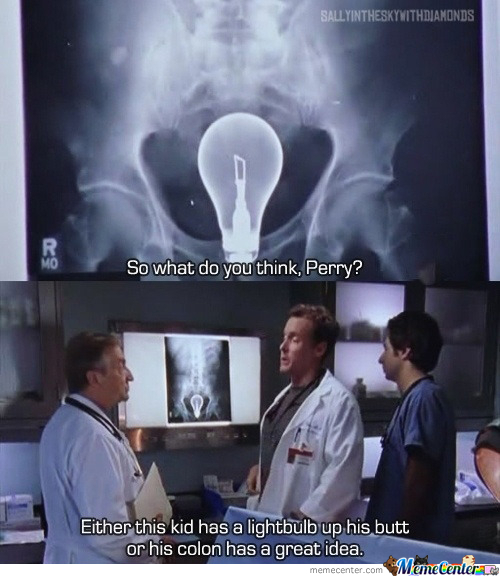 SALLYINTHESKYWITHDIAMONDS
R
MO
So what do you think, Perry?
Either this kid has a lightbulb up his butt
or his colon has a great idea.
memecenter.com MemeCenter